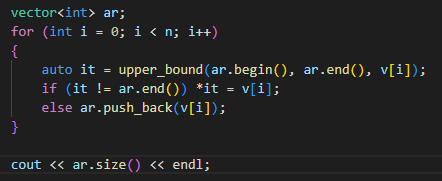 vector<int> ar;
for (int i = 0; i < n; i++)
{
    auto it = upper_bound(ar.begin(), ar.end(), v[i]);
    if (it != ar.end()) *it = v[i];
    else ar.push_back(v[i]);
}
cout << ar.size() << endl;